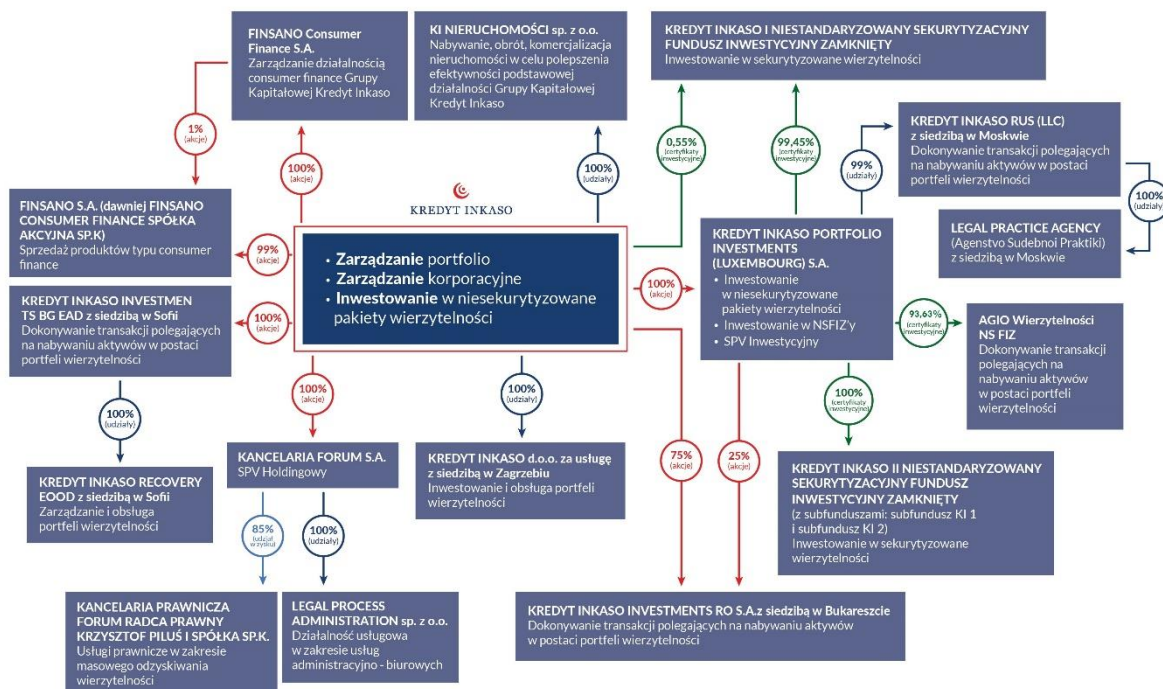 FINSANO Consumer
Finance S.A.
Zarządzanie działalnością
consumer finance Grupy
Kapitałowej Kredyt Inkaso
KI NIERUCHOMOŚCI sp. z o.o.
Nabywanie, obrót, komercjalizacja
nieruchomości w celu polepszenia
efektywności podstawowej
działalności Grupy Kapitałowej
Kredyt Inkaso
KREDYT INKASO I NIESTANDARYZOWANY SEKURYTYZACYJNY
FUNDUSZ INWESTYCYJNY ZAMKNIĘTY
Inwestowanie w sekurytyzowane wierzytelności
1%
(akcje)
100%
(akcje)
100%
(udziały)
0,55%
(certyfikaty
inwestycyjne)
99,45%
(certyfikaty
inwestycyjne)
99%
(udziały)
KREDYT INKASO RUS (LLC)
z siedzibą w Moskwie
Dokonywanie transakcji polegających
na nabywaniu aktywów w postaci
portfeli wierzytelności
100%
(udziały)
LEGAL PRACTICE AGENCY
(Agenstvo Sudebnoi Praktiki)
z siedzibą w Moskwie
FINSANO S.A. (dawniej FINSANO
CONSUMER FINANCE SPÓŁKA
AKCYJNA SP.K)
Sprzedaż produktów typu consumer
finance
99%
(akcje)
KREDYT INKASO
• Zarządzanie portfolio
• Zarządzanie korporacyjne
• Inwestowanie w niesekurytyzowane
pakiety wierzytelności
100%
(akcje)
KREDYT INKASO PORTFOLIO
INVESTMENTS
(LUXEMBOURG) S.A.
• Inwestowanie
w niesekurytyzowane
pakiety wierzytelności
• Inwestowanie w NSFIZ'y
• SPV Inwestycyjny
KREDYT INKASO INVESTMEN
TS BG EAD z siedzibą w Sofii
Dokonywanie transakcji polegających
na nabywaniu aktywów w postaci
portfeli wierzytelności
100%
(akcje)
93,63%
(certyfikaty
inwestycyjne)
AGIO Wierzytelności
NS FIZ
Dokonywanie transakcji
polegających na
nabywaniu aktywów
w postaci portfeli
wierzytelności
100%
(udziały)
100%
(akcje)
100%
(udziały)
100%
(certyfikaty
inwestycyjne)
KREDYT INKASO RECOVERY
EOOD z siedzibą w Sofii
Zarządzanie i obsługa
portfeli wierzytelności
KANCELARIA FORUM S.A.
SPV Holdingowy
KREDYT INKASO d.o.o. za usługę
z siedzibą w Zagrzebiu
Inwestowanie i obsługa portfeli
wierzytelności
75%
(akcje)
25%
(akcje)
KREDYT INKASO II NIESTANDARYZOWANY
SEKURYTYZACYJNY FUNDUSZ
INWESTYCYJNY ZAMKNIĘTY
(z subfunduszami: subfundusz KI 1
i subfundusz KI 2)
Inwestowanie w sekurytyzowane
wierzytelności
85%
(udział
w zysku)
100%
(udziały)
KANCELARIA PRAWNICZA
FORUM RADCA PRAWNY
KRZYSZTOF PILUŚ I SPÓŁKA SP.K.
Usługi prawnicze w zakresie
masowego odzyskiwania
wierzytelności
LEGAL PROCESS
ADMINISTRATION sp. z o.o.
Działalność usługowa
w zakresie usług
administracyjno - biurowych
KREDYT INKASO INVESTMENTS RO S.A.z siedzibą w Bukareszcie
Dokonywanie transakcji polegających na nabywaniu aktywów
w postaci portfeli wierzytelności